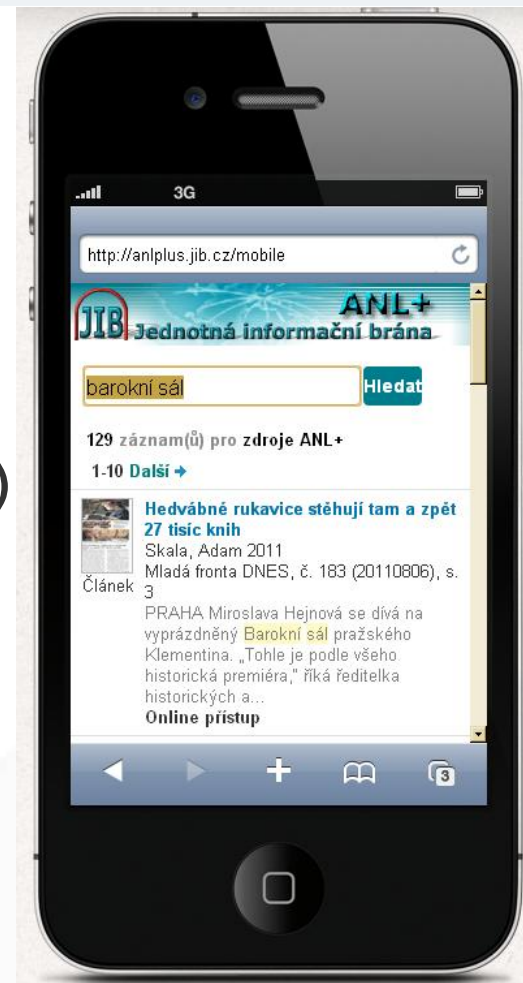 3G
http://anlplus.jib.cz/mobile
JIB Jednotná informační brána
ANL+
barokní sál
Hledat
129 záznam(ů) pro zdroje ANL+
1-10 Další
Hedvábné rukavice stěhují tam a zpět
27 tisíc knih
Skala, Adam 2011
Mladá fronta DNES, č. 183 (20110806), s.
3
Článek
PRAHA Miroslava Hejnová se dívá na
vyprázdněný Barokní sál pražského
Klementina. „Tohle je podle všeho
historická premiéra," říká ředitelka
historických a...
Online přístup
3
)